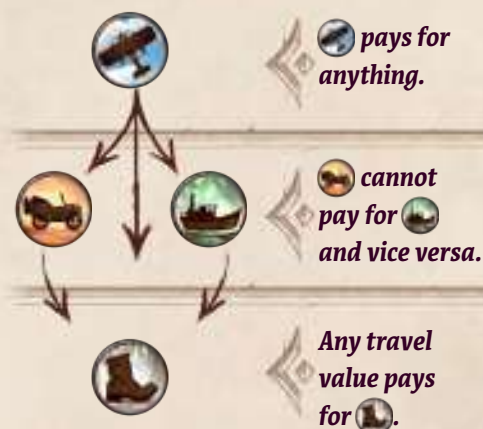 pays for
anything.
cannot
pay for
and vice versa.
Any travel
value pays
for .